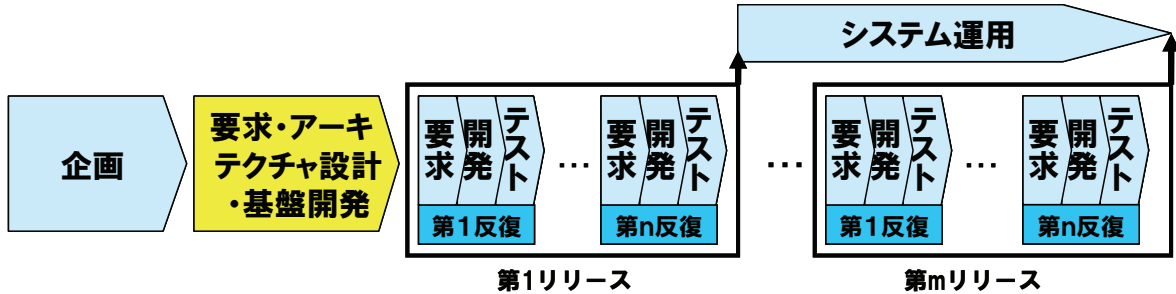 システム運用
企画
要求・アーキ
テクチャ設計
・基盤開発
要求
開発
テスト
第1反復
…
要求
開発
テスト
第n反復
…
要求
開発
テスト
第1反復
…
要求
開発
テスト
第n反復
第1リリース
第mリリース